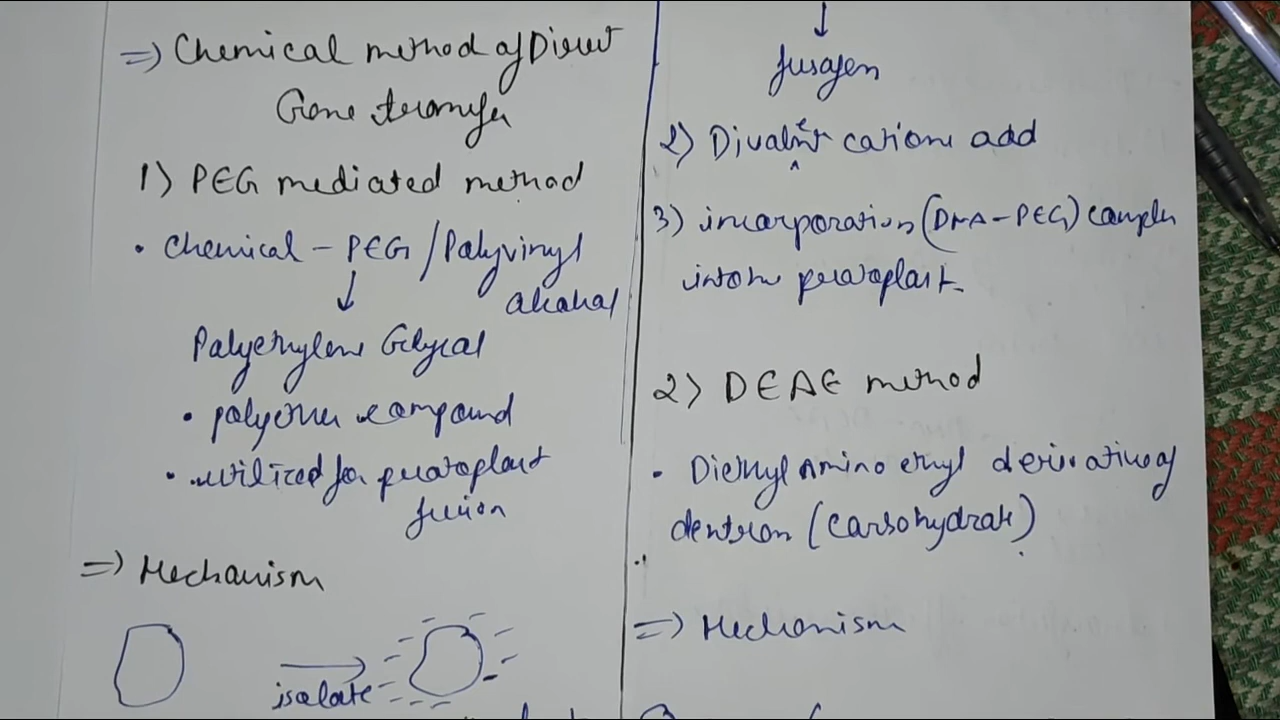 => Chemical method of Direct
Gene transfer
1) PEG mediated method
• Chemical - PEG / Polyvinyl
alcohol
↓
Polyethylene Glycol
• polyether compound
• utilized for protoplast
fusion
=> Mechanism
isolate
↓
fusogen
2) Divalent cations add
3) incorporation (DNA-PEG) complex
into protoplast
2) DEAE method
• Diethyl Amino ethyl derivative of
dextran (Carbohydrate)
=> Mechanism